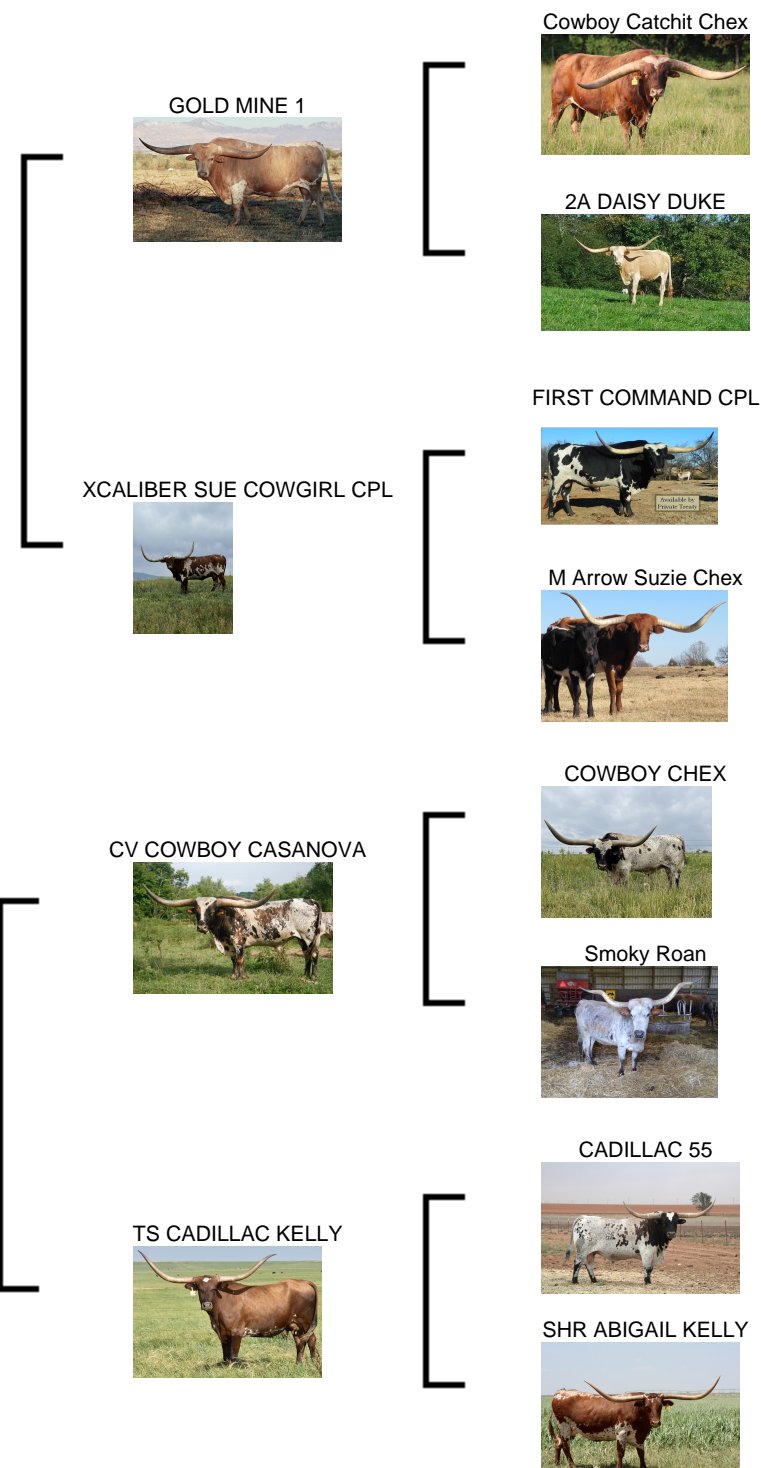 Cowboy Catchit Chex
GOLD MINE 1
2A DAISY DUKE
FIRST COMMAND CPL
Available by
Private Treaty
XCALIBER SUE COWGIRL CPL
M Arrow Suzie Chex
COWBOY CHEX
CV COWBOY CASANOVA
Smoky Roan
CADILLAC 55
TS CADILLAC KELLY
SHR ABIGAIL KELLY